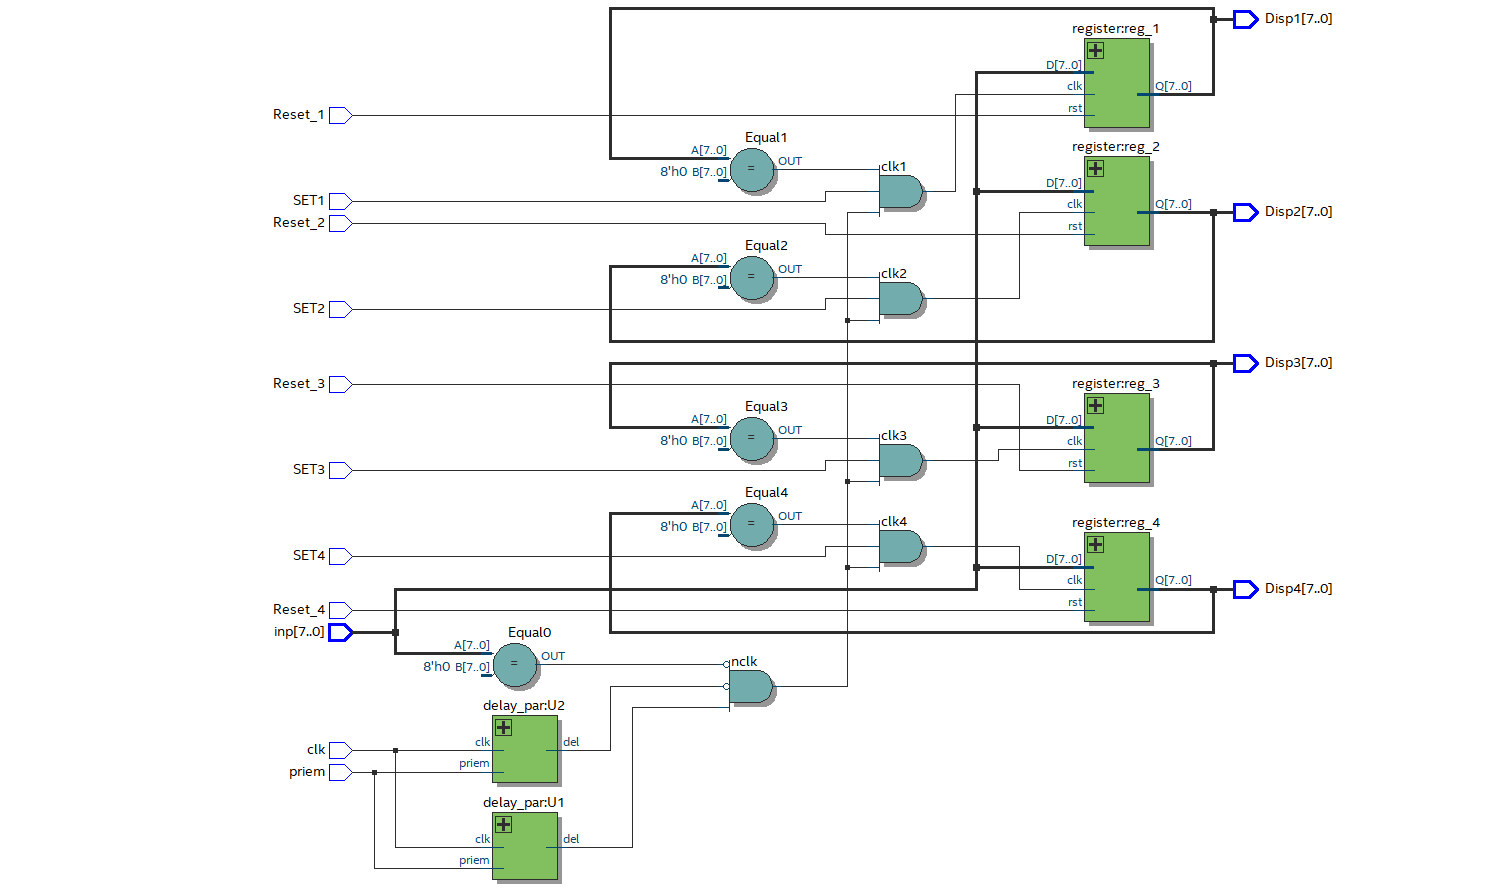 Disp1[7..0]
register:reg_1
D[7..0]
clk
Q[7..0]
rst
Reset_1
Equal1
A[7..0]
OUT
8'h0 B[7..0]
=
clk1
register:reg_2
D[7..0]
clk
Q[7..0]
rst
SET1
Reset_2
Disp2[7..0]
Equal2
A[7..0]
OUT
8'h0 B[7..0]
=
clk2
SET2
Disp3[7..0]
Reset_3
register:reg_3
D[7..0]
clk
Q[7..0]
rst
Equal3
A[7..0]
OUT
8'h0 B[7..0]
=
clk3
SET3
Equal4
A[7..0]
OUT
8'h0 B[7..0]
=
clk4
register:reg_4
D[7..0]
clk
Q[7..0]
rst
SET4
Disp4[7..0]
Reset_4
inp[7..0]
Equal0
A[7..0]
OUT
8'h0 B[7..0]
=
nclk
delay_par:U2
clk
del
priem
clk
priem
delay_par:U1
clk
del
priem